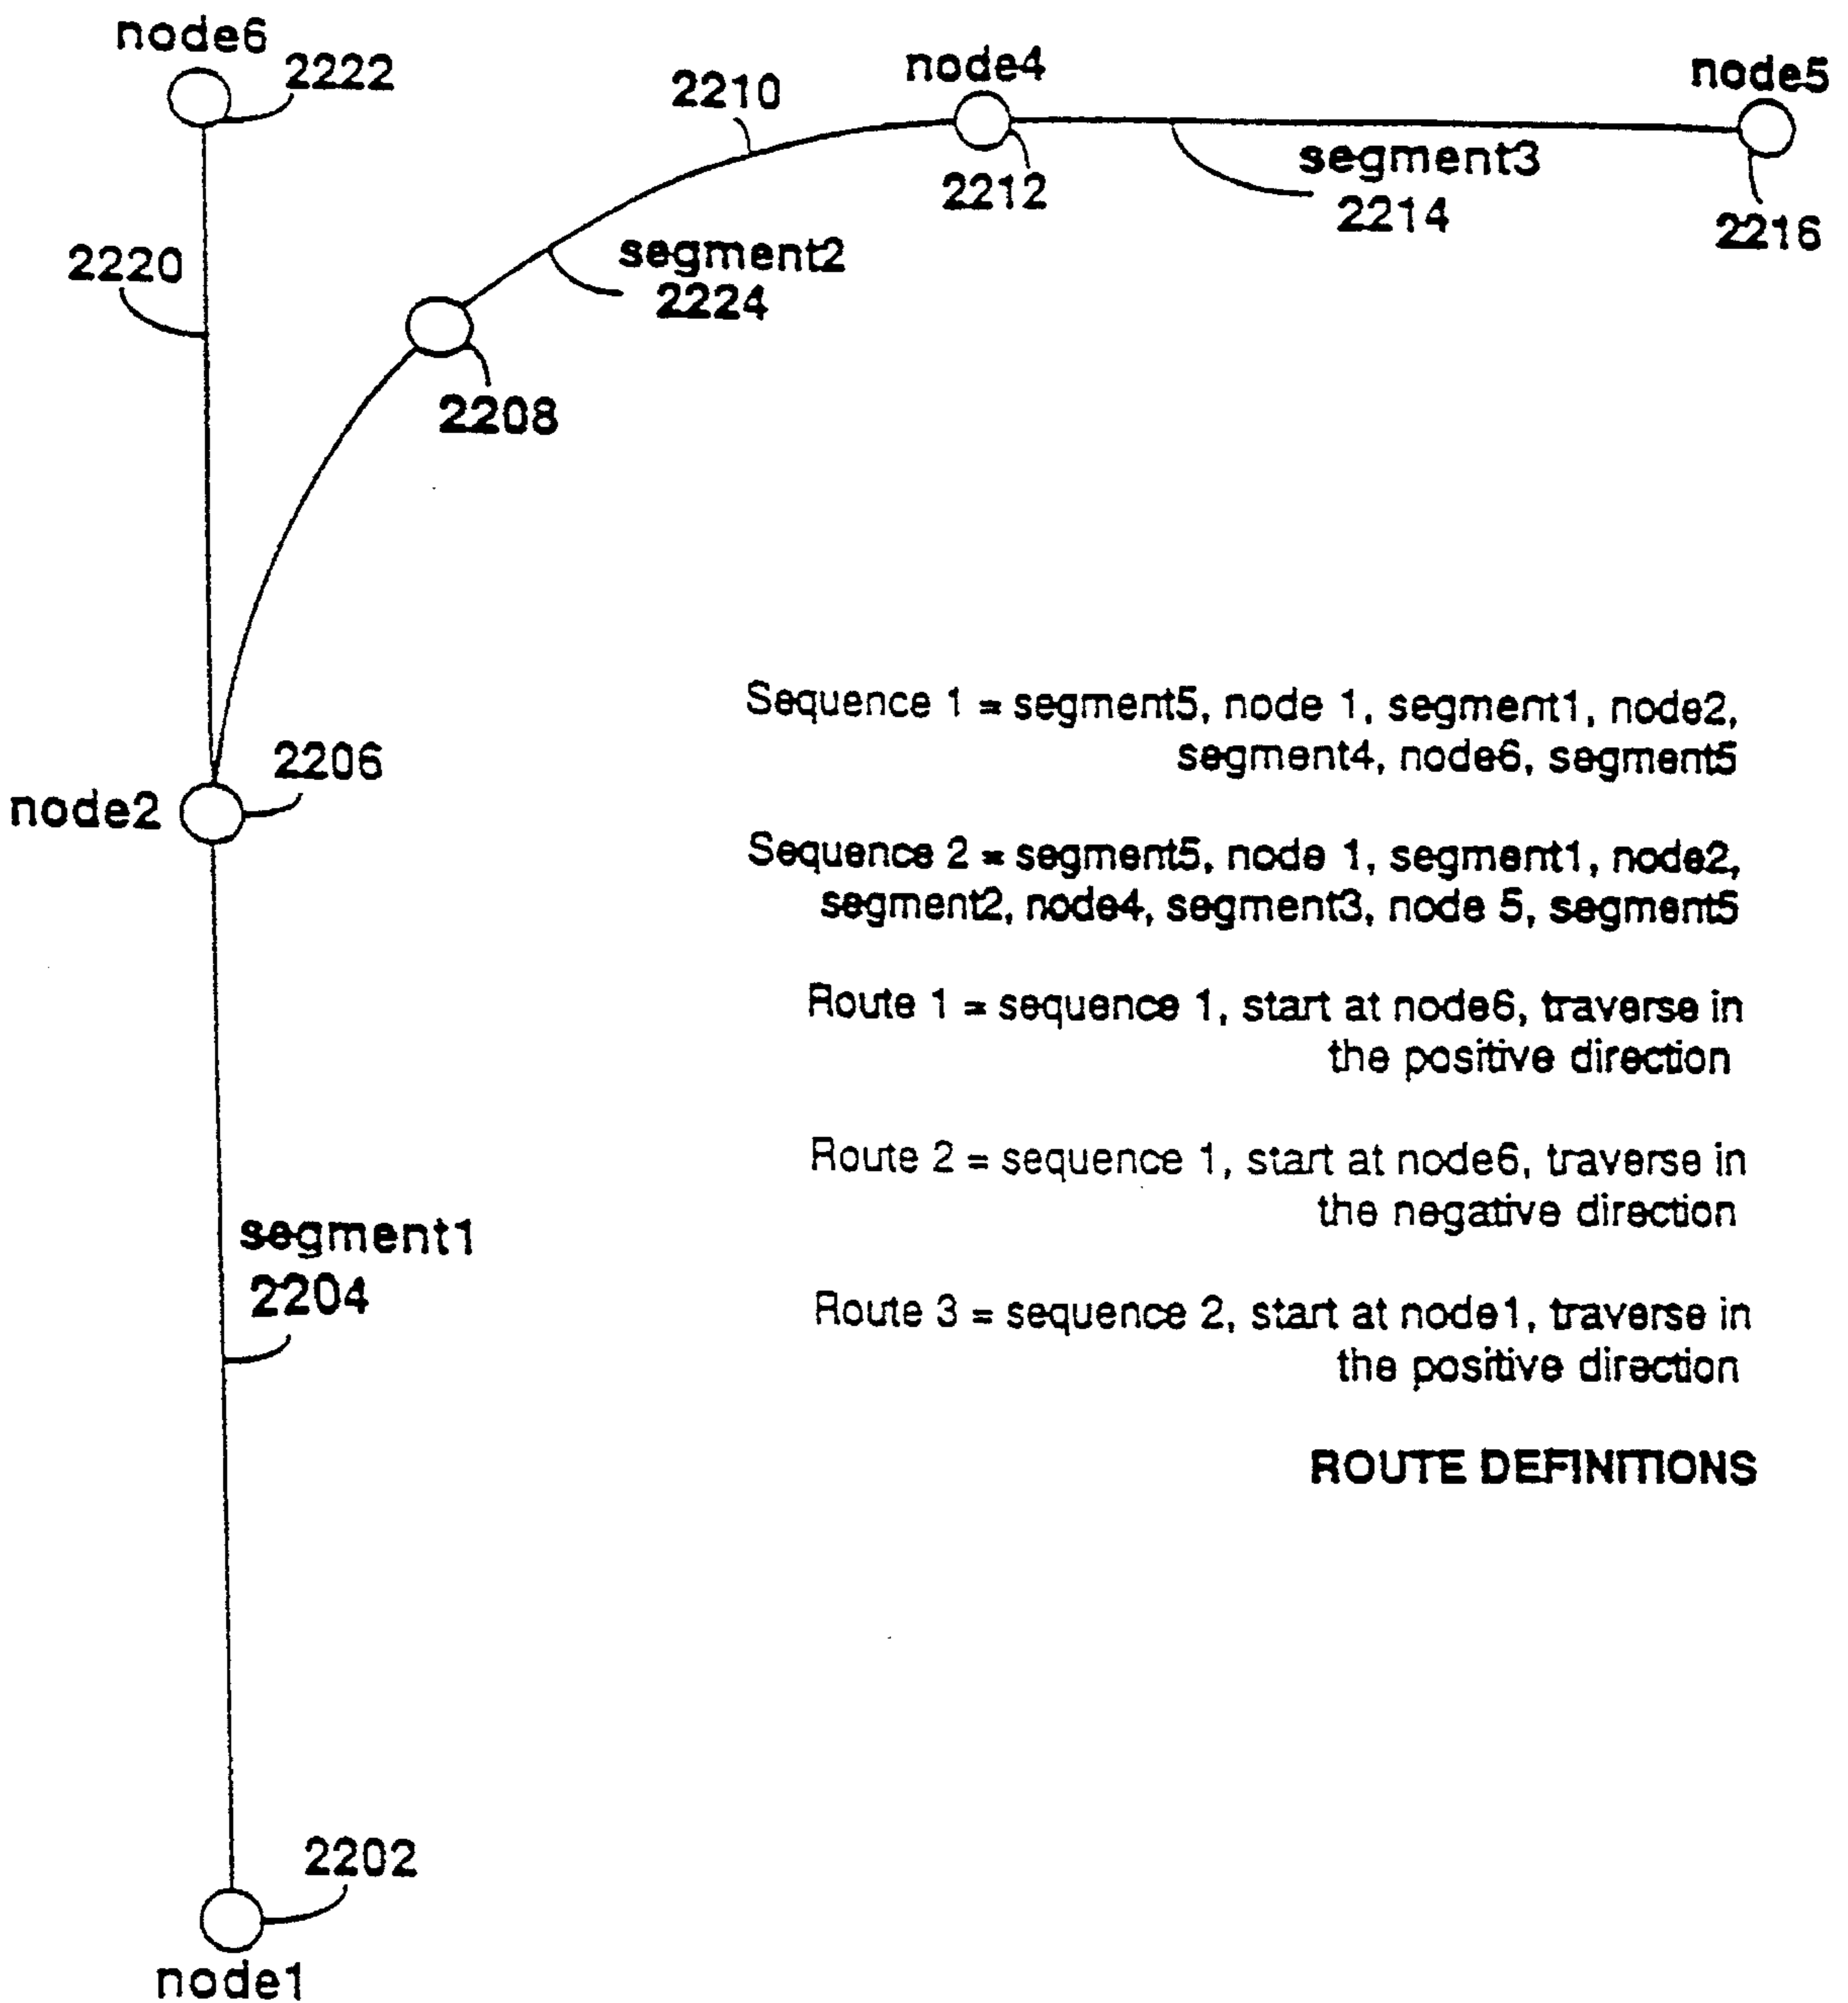 node6
2222
2210
node4
node5
segment3
2214
2212
2216
2220
segment2
2224
2208
2206
node2
Sequence 1 = segment5, node 1, segment1, node2,
segment4, node6, segment5
Sequence 2 = segment5, node 1, segment1, node2,
segment2, node4, segment3, node 5, segment5
Route 1 = sequence 1, start at node6, traverse in
the positive direction
Route 2 = sequence 1, start at node6, traverse in
the negative direction
Route 3 = sequence 2, start at node1, traverse in
the positive direction
segment1
2204
ROUTE DEFINITIONS
2202
node1